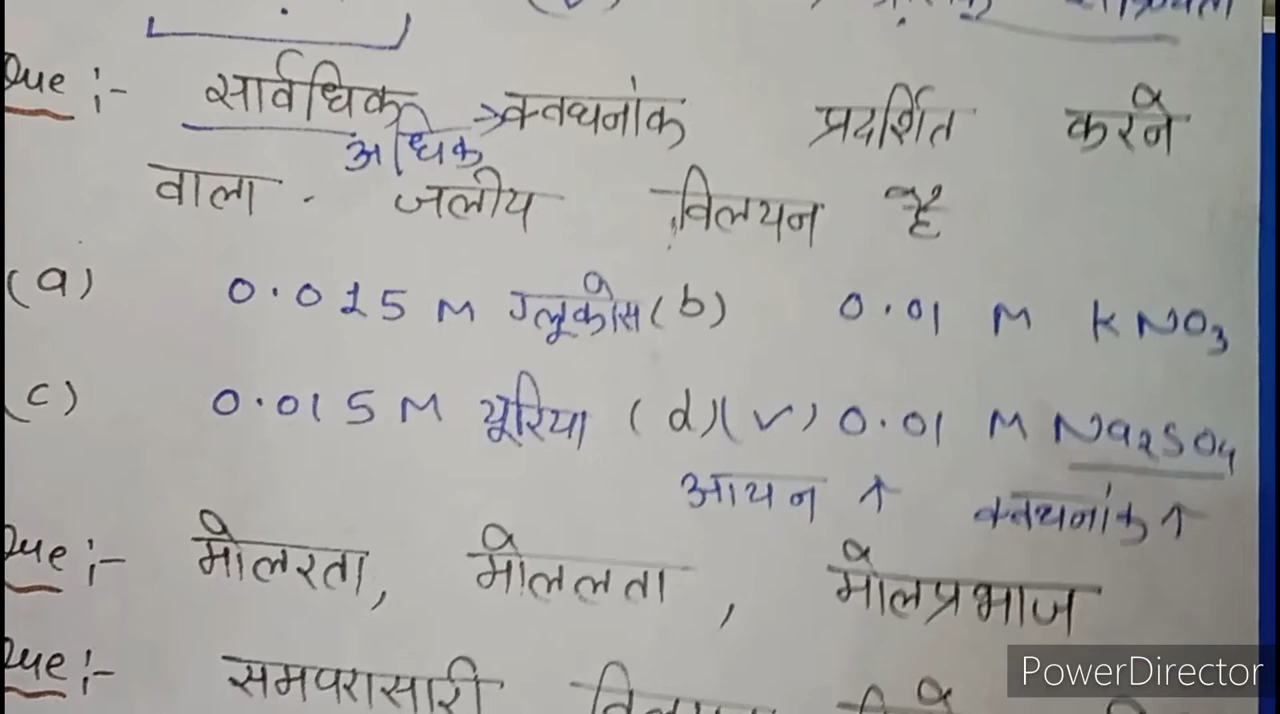 Que :- सार्वधिक क्वथनांक प्रदर्शित करने
अधिक
वाला जलीय विलयन है
(a) 0.015 M ग्लूकोस (b) 0.01 M KNO3
(c) 0.015 M यूरिया (d) (✓) 0.01 M Na2SO4
आयन ↑ क्वथनांक ↑
Que :- मोलरता, मोललता, मोलप्रभाज
Que :- समपरासारी
PowerDirector